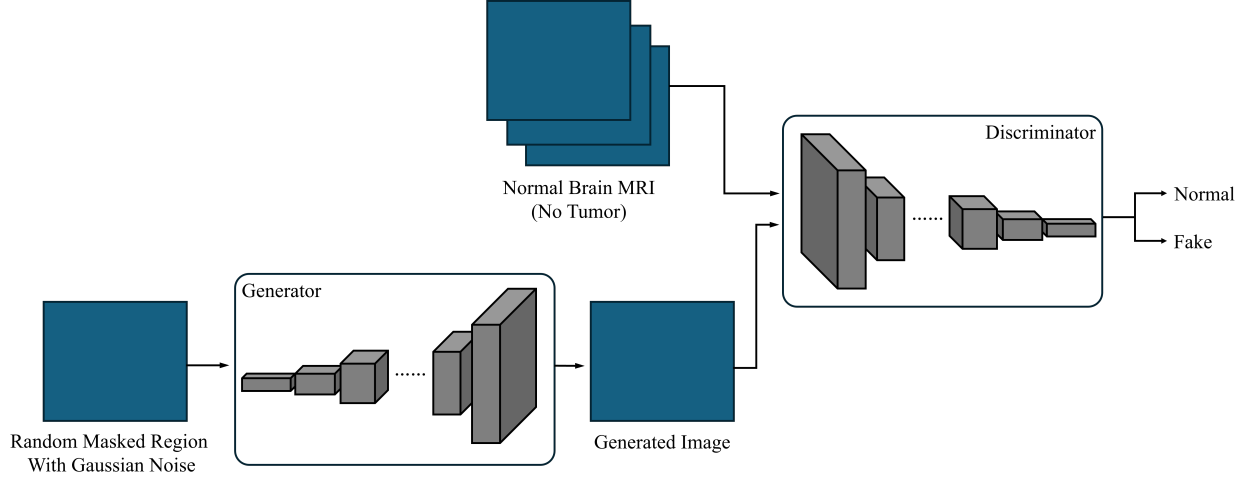 Normal Brain MRI
(No Tumor)
Discriminator
......
Normal
Fake
Generator
......
Random Masked Region
With Gaussian Noise
Generated Image